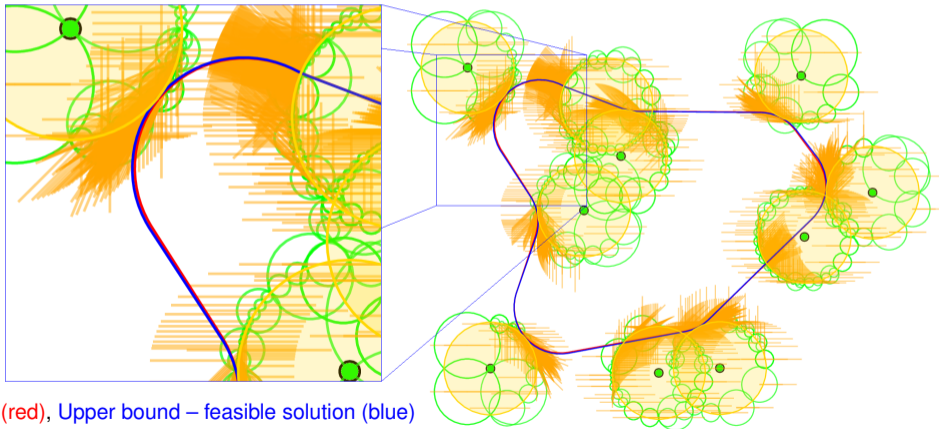 (red), Upper bound – feasible solution (blue)